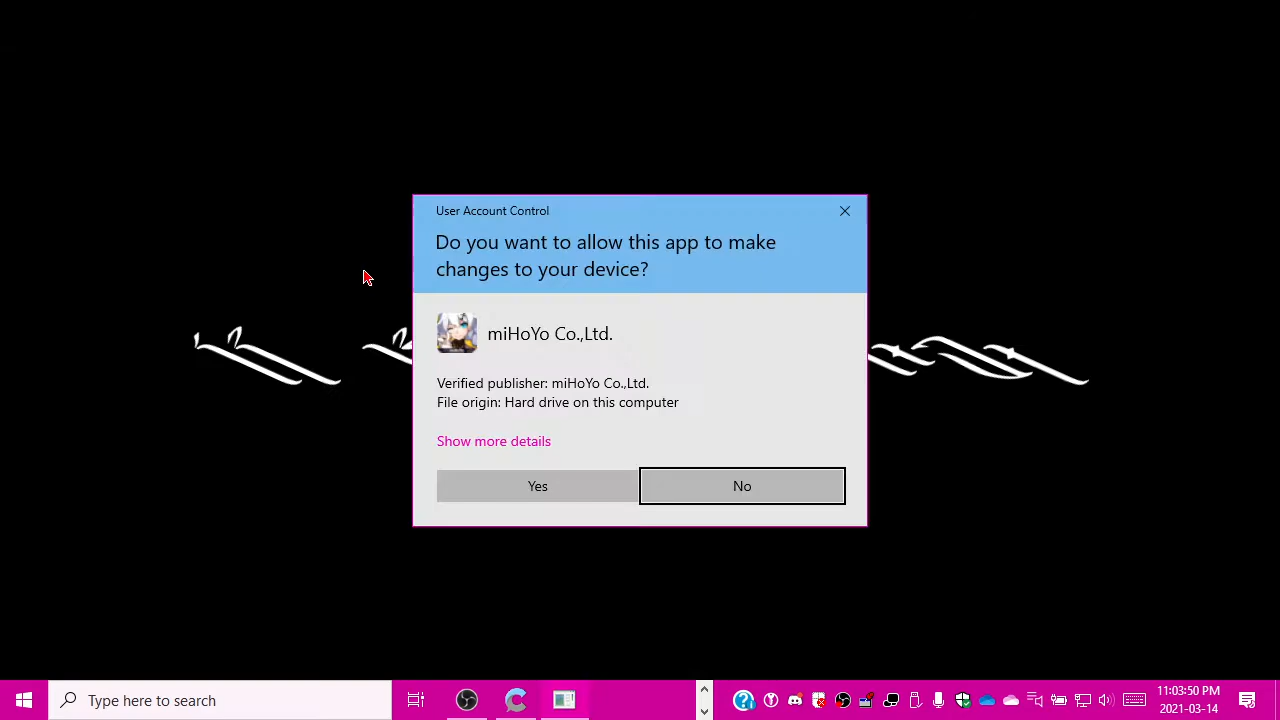 User Account Control
Do you want to allow this app to make
changes to your device?
miHoYo Co.,Ltd.
Verified publisher: miHoYo Co.,Ltd.
File origin: Hard drive on this computer
Show more details
Yes
No
Type here to search
11:03:50 PM
2021-03-14